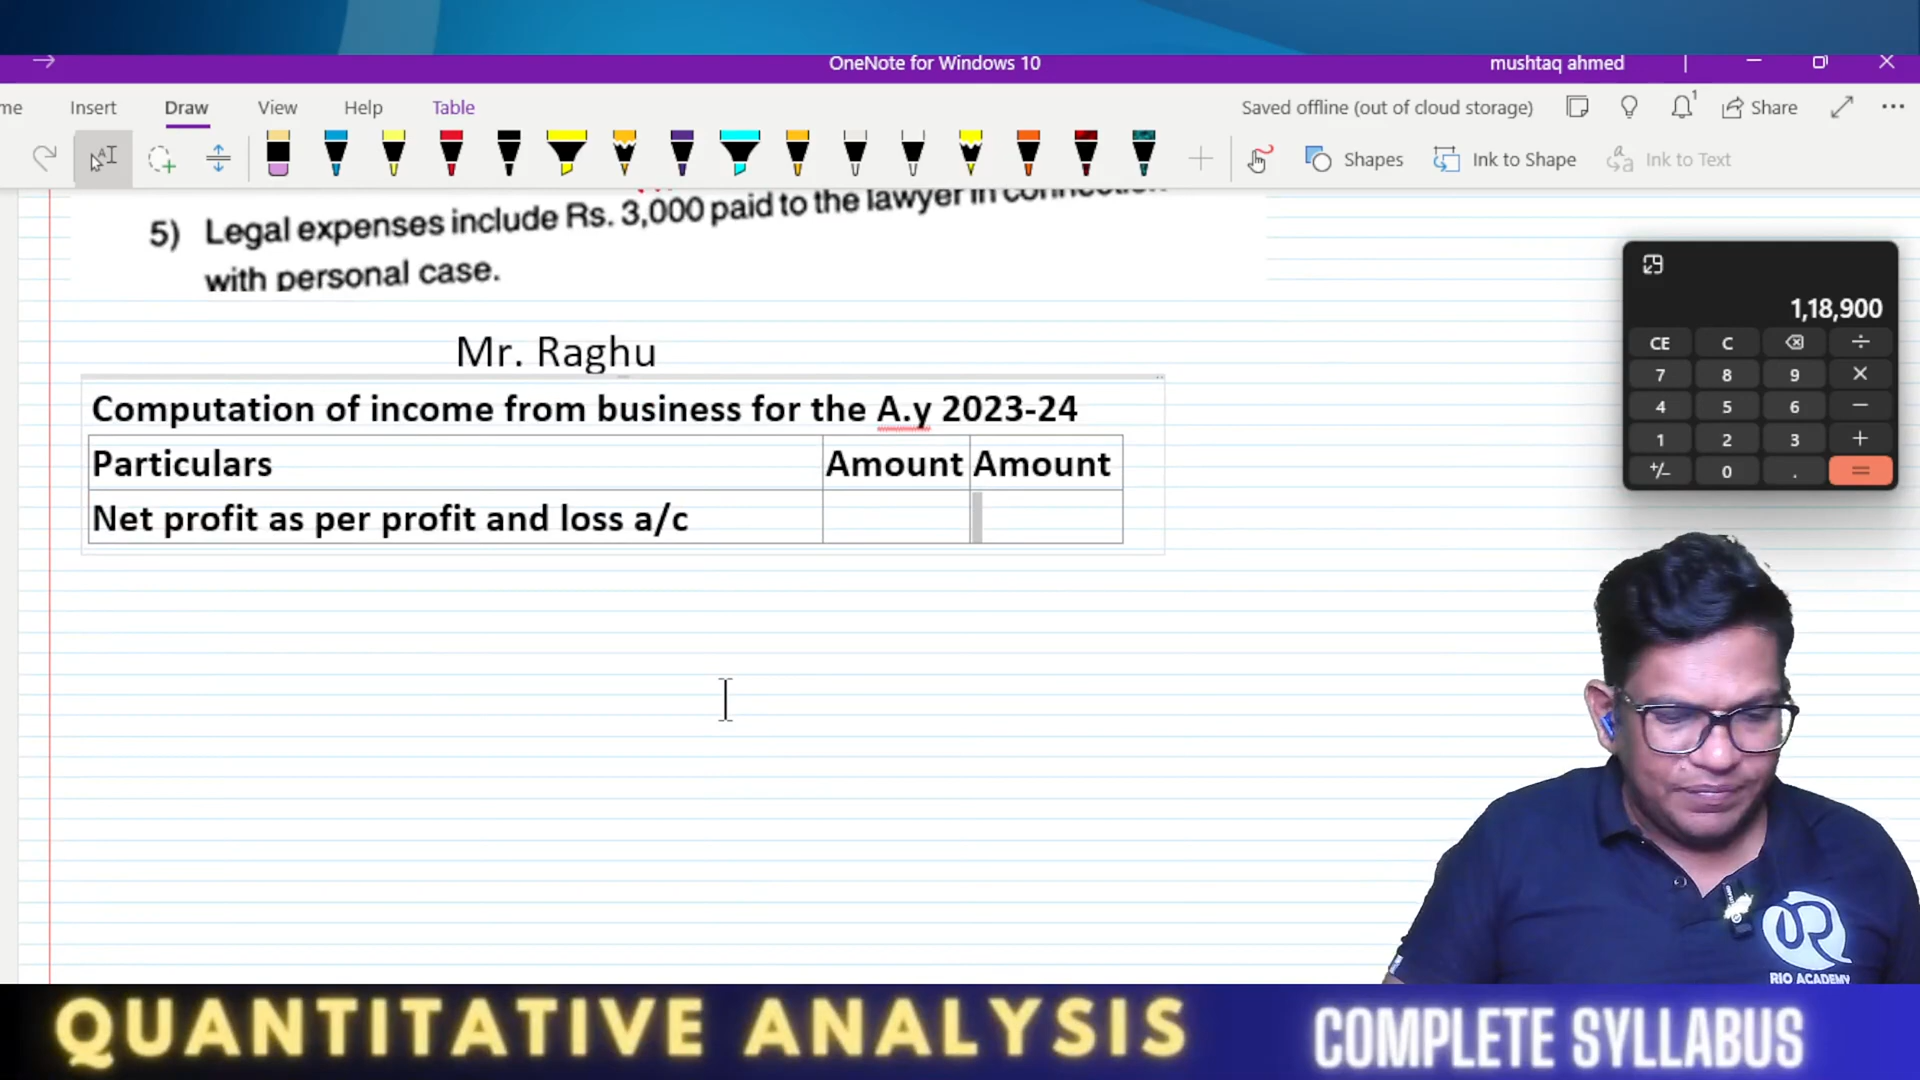 OneNote for Windows 10
mushtaq ahmed
Insert Draw View Help Table
Saved offline (out of cloud storage)
1
Share
Shapes
Ink to Shape
Ink to Text
5) Legal expenses include Rs. 3,000 paid to the lawyer in
with personal case.
Mr. Raghu
Computation of income from business for the A.y 2023-24
Particulars Amount Amount
Net profit as per profit and loss a/c
1,18,900
CE C ÷
7 8 9 ×
4 5 6 −
1 2 3 +
+/− 0 . =
RIO ACADEMY
QUANTITATIVE ANALYSIS
COMPLETE SYLLABUS